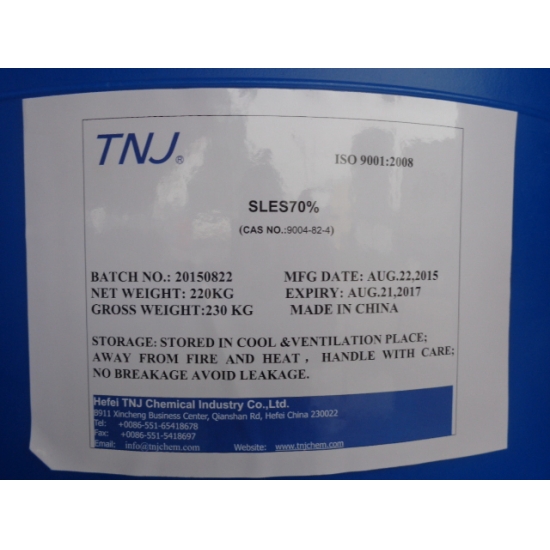 TNJ®
ISO 9001:2008
SLES70%
(CAS NO.:9004-82-4)
BATCH NO.: 20150822 MFG DATE: AUG.22,2015
NET WEIGHT: 220KG EXPIRY: AUG.21,2017
GROSS WEIGHT:230 KG MADE IN CHINA
STORAGE: STORED IN COOL &VENTILATION PLACE;
AWAY FROM FIRE AND HEAT , HANDLE WITH CARE;
NO BREAKAGE AVOID LEAKAGE.
Hefei TNJ Chemical Industry Co.,Ltd.
B911 Xincheng Business Center, Qianshan Rd, Hefei China 230022
Tel: +0086-551-65418678
Fax: +0086-551-5418697
Email: info@tnjchem.com Website: www.tnjchem.com